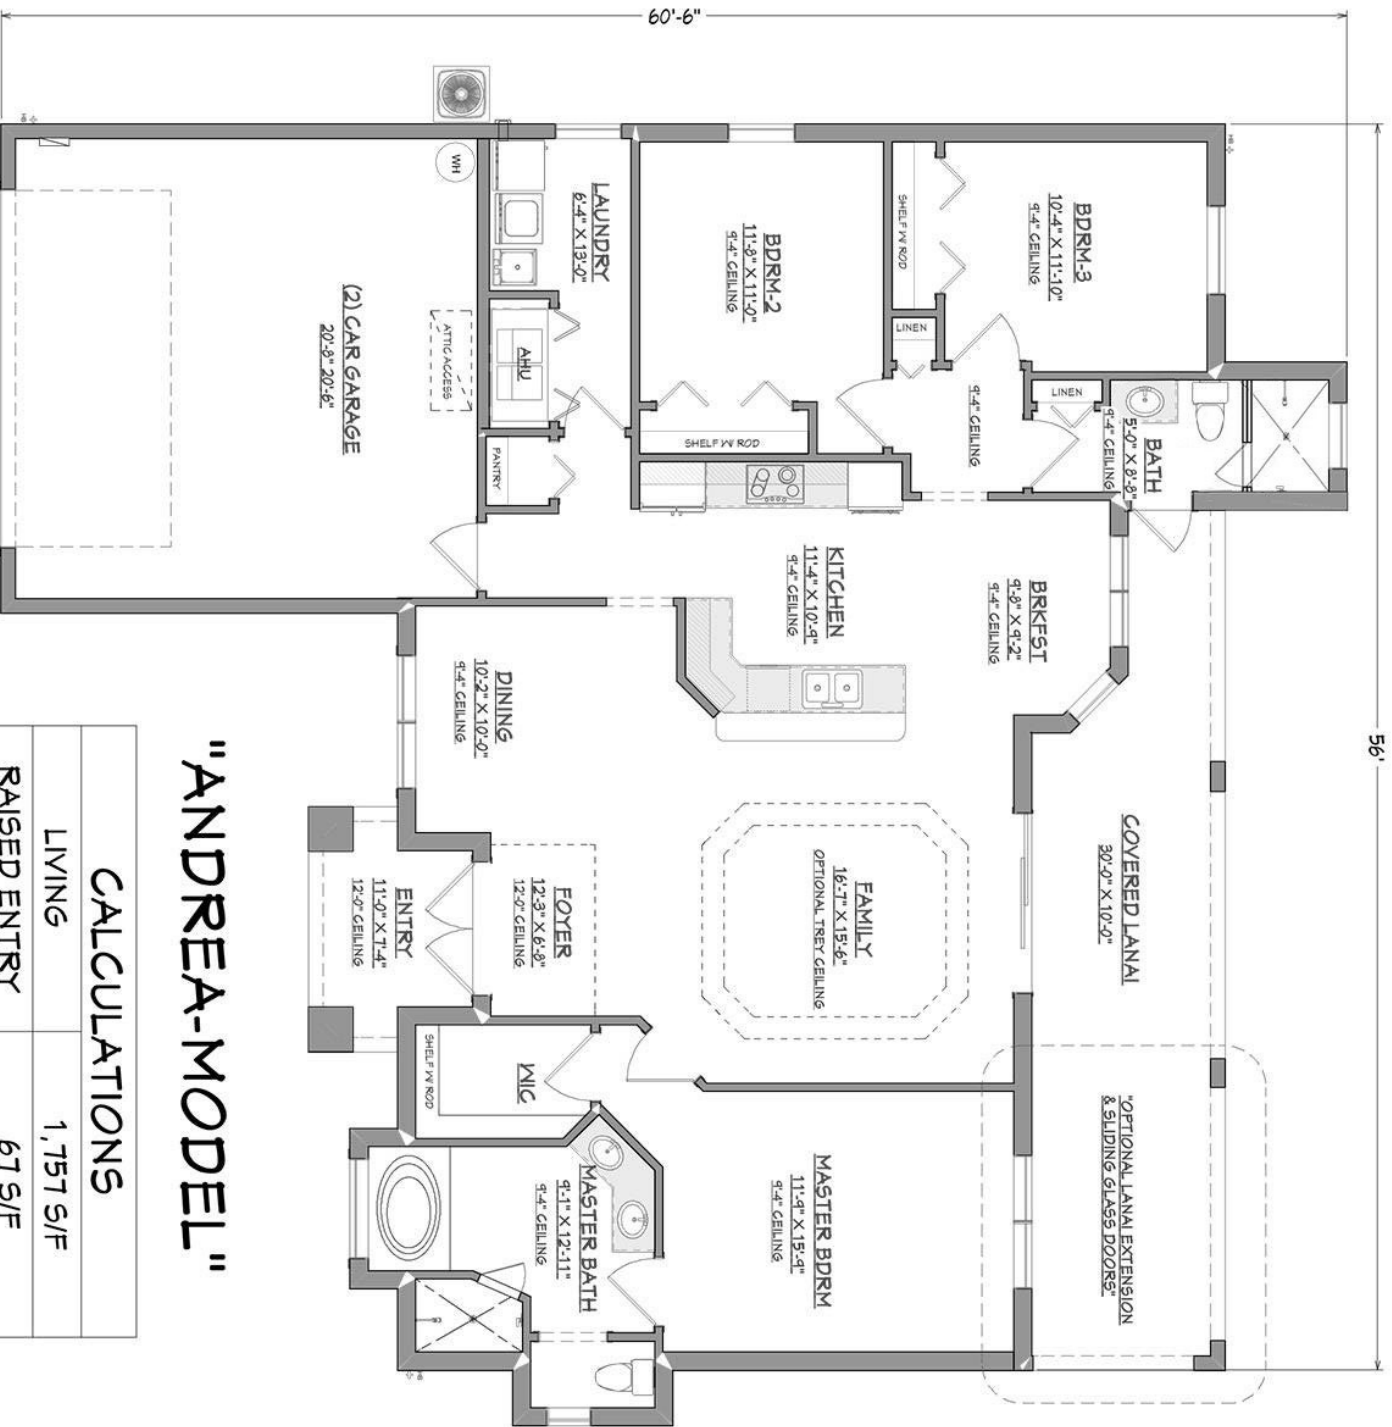 60'-6"
56'
WH
LAUNDRY
6'-4" X 13'-0"
BDRM-2
11'-8" X 11'-0"
9'-4" CEILING
SHELF W/ ROD
BDRM-3
10'-4" X 11'-10"
9'-4" CEILING
LINEN
LINEN
9'-4" CEILING
BATH
5'-0" X 8'-8"
9'-4" CEILING
(2) CAR GARAGE
20'-8" 20'-6"
ATTIC ACCESS
AHU
PANTRY
SHELF W/ ROD
KITCHEN
11'-4" X 10'-9"
9'-4" CEILING
BRKFST
9'-8" X 9'-2"
9'-4" CEILING
DINING
10'-2" X 10'-0"
9'-4" CEILING
FAMILY
16'-7" X 15'-6"
OPTIONAL TREY CEILING
COVERED LANAI
30'-0" X 10'-0"
ENTRY
11'-0" X 7'-4"
12'-0" CEILING
FOYER
12'-3" X 6'-8"
12'-0" CEILING
SHELF W/ ROD
WIC
MASTER BATH
9'-1" X 12'-11"
9'-4" CEILING
MASTER BDRM
11'-9" X 15'-9"
9'-4" CEILING
"OPTIONAL LANAI EXTENSION
& SLIDING GLASS DOORS"
"ANDREA-MODEL"
CALCULATIONS
LIVING 1,757 S/F
RAISED ENTRY 67 S/F